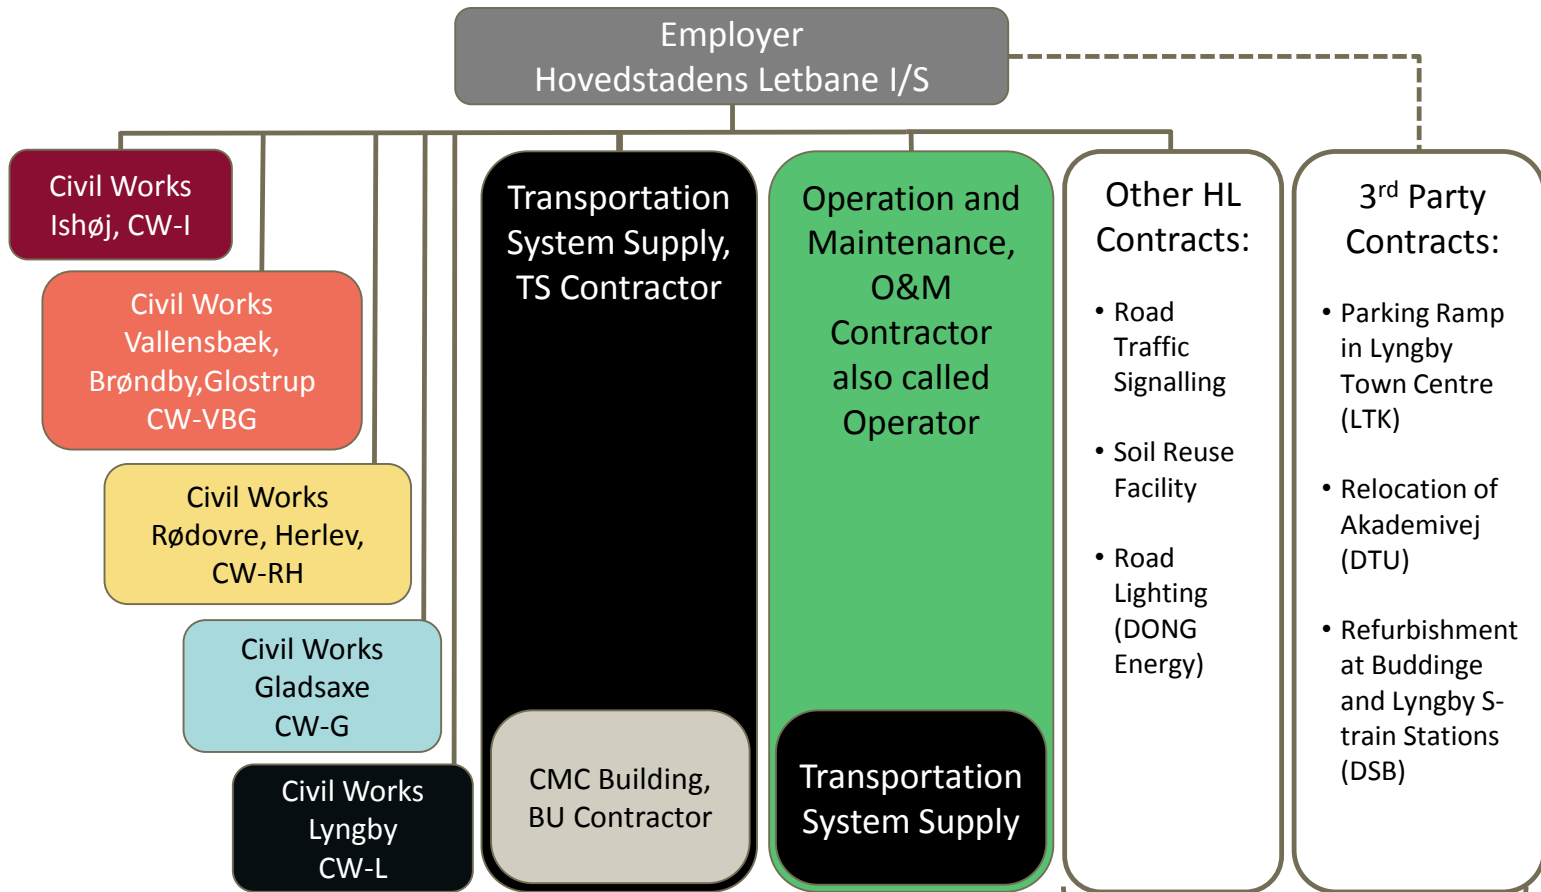 Employer
Hovedstadens Letbane I/S
Civil Works
Ishøj, CW-I
Civil Works
Vallensbæk,
Brøndby,Glostrup
CW-VBG
Civil Works
Rødovre, Herlev,
CW-RH
Civil Works
Gladsaxe
CW-G
Civil Works
Lyngby
CW-L
Transportation
System Supply,
TS Contractor
CMC Building,
BU Contractor
Operation and
Maintenance,
O&M
Contractor
also called
Operator
Transportation
System Supply
Other HL
Contracts:
• Road
Traffic
Signalling
• Soil Reuse
Facility
• Road
Lighting
(DONG
Energy)
3rd Party
Contracts:
• Parking Ramp
in Lyngby
Town Centre
(LTK)
• Relocation of
Akademivej
(DTU)
• Refurbishment
at Buddinge
and Lyngby S-
train Stations
(DSB)